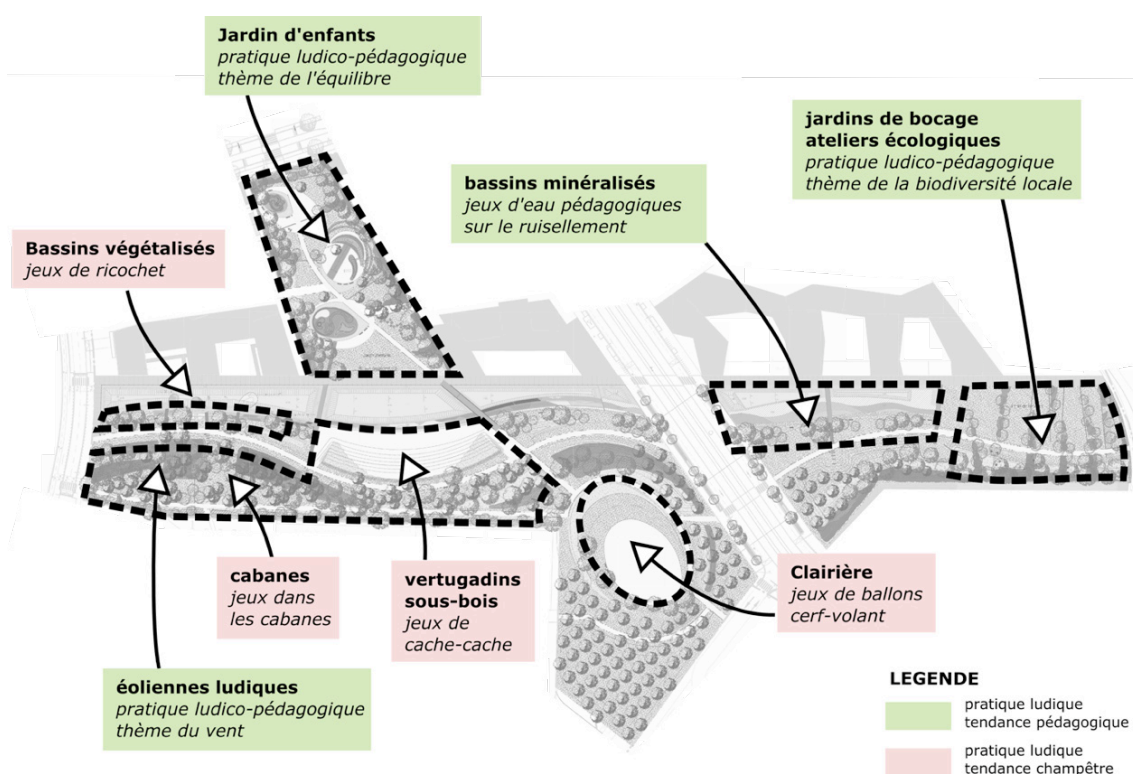 Jardin d'enfants
pratique ludico-pédagogique
thème de l'équilibre
jardins de bocage
ateliers écologiques
pratique ludico-pédagogique
thème de la biodiversité locale
bassins minéralisés
jeux d'eau pédagogiques
sur le ruisellement
Bassins végétalisés
jeux de ricochet
cabanes
jeux dans
les cabanes
vertugadins
sous-bois
jeux de
cache-cache
Clairière
jeux de ballons
cerf-volant
éoliennes ludiques
pratique ludico-pédagogique
thème du vent
LEGENDE
pratique ludique
tendance pédagogique
pratique ludique
tendance champêtre